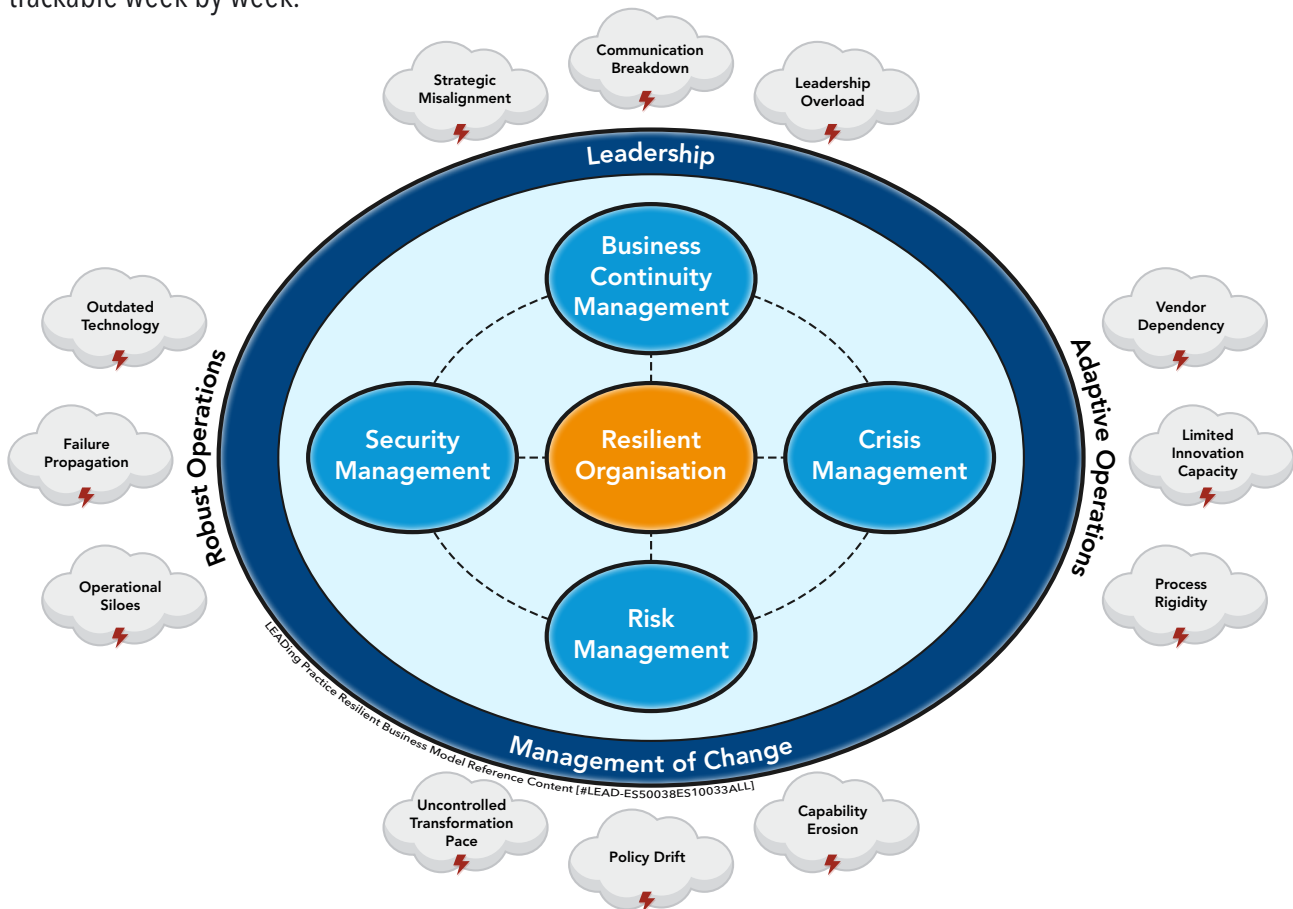 trackable week by week.
Communication
Breakdown
Strategic
Misalignment
Leadership
Overload
Leadership
Business
Continuity
Management
Outdated
Technology
Vendor
Dependency
Robust Operations
Adaptive Operations
Failure
Propagation
Security
Management
Resilient
Organisation
Crisis
Management
Limited
Innovation
Capacity
Operational
Siloes
Process
Rigidity
Risk
Management
Management of Change
LEADing Practice Resilient Business Model Reference Content [#LEAD-ES50038ES10033ALL]
Uncontrolled
Transformation
Pace
Policy Drift
Capability
Erosion